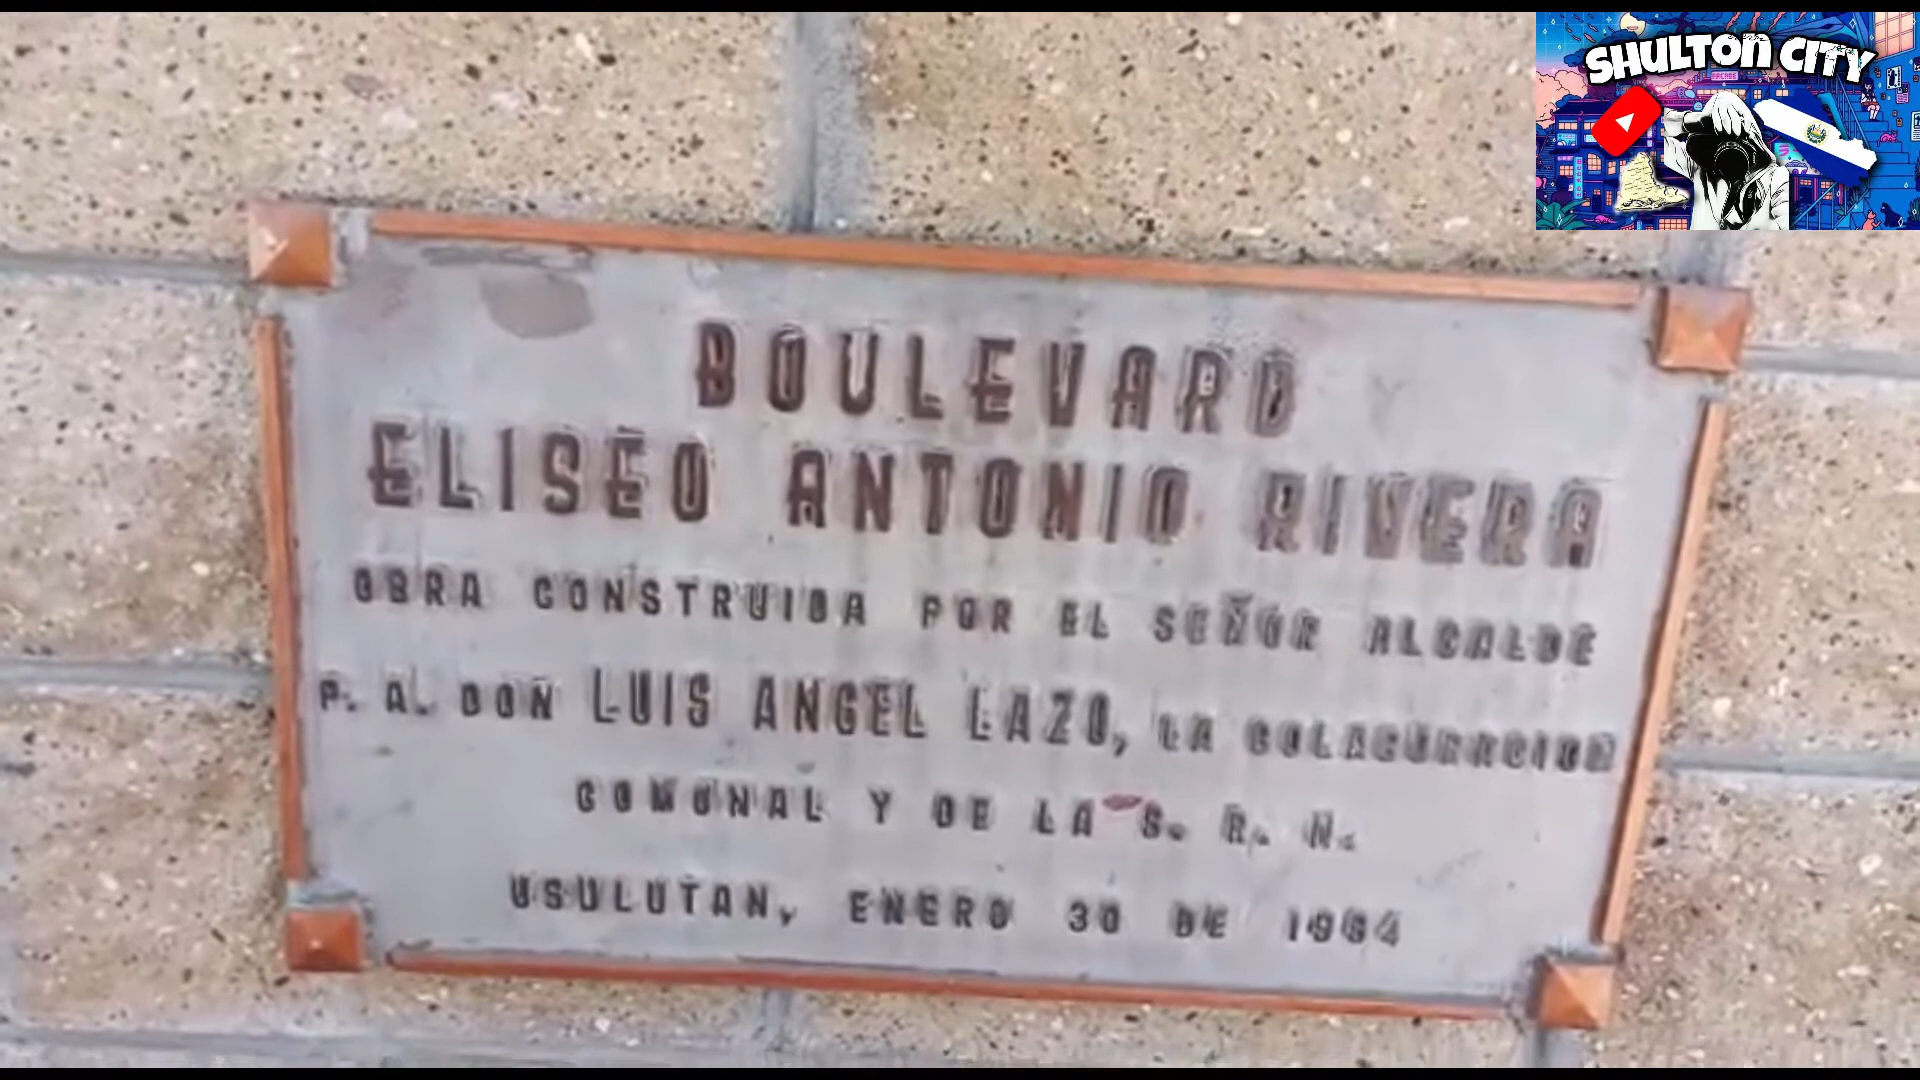 SHULTON CITY
BOULEVARD
ELISEO ANTONIO RIVERA
OBRA CONSTRUIDA POR EL SEÑOR ALCALDE
P. A. DON LUIS ANGEL LAZO, LA COLABORACION
COMUNAL Y DE LA S. R. N.
USULUTAN, ENERO 30 DE